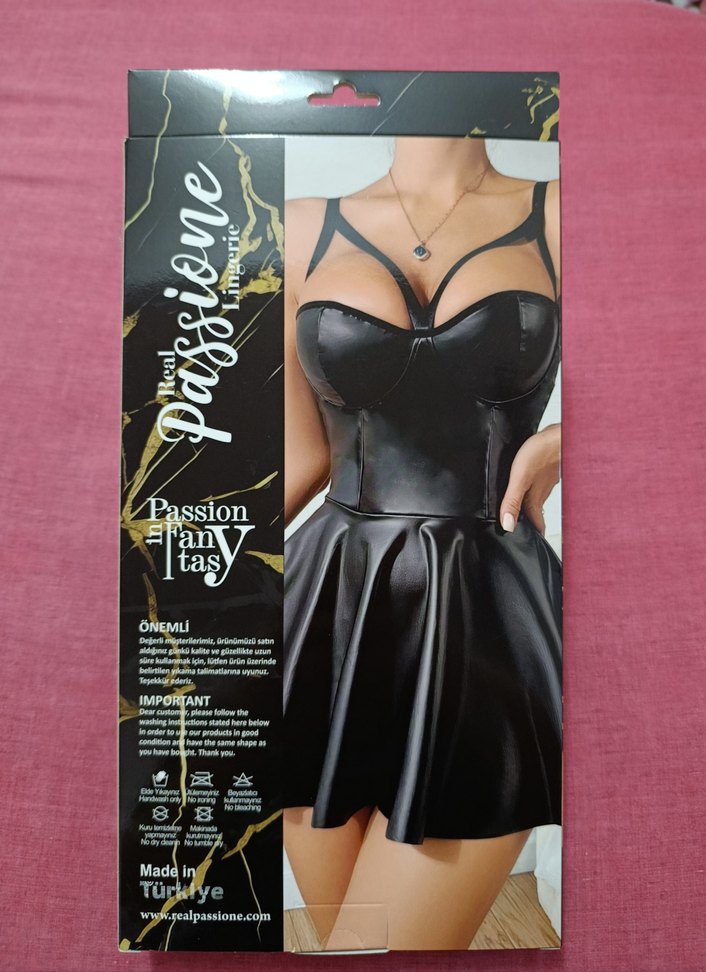 Real
Passione
Lingerie
Passion
in Fan
tasy
ÖNEMLİ
Değerli müşterilerimiz, ürünümüzü satın
aldığınız günkü kalite ve güzellikte uzun
süre kullanmak için, lütfen ürün üzerinde
belirtilen yıkama talimatlarına uyunuz.
Teşekkür ederiz.
IMPORTANT
Dear customer, please follow the
washing instructions stated here below
in order to use our products in good
condition and have the same shape as
you have bought. Thank you.
Elde Yıkayınız
Handwash only
Ütülemeyiniz
No ironing
Beyazlatıcı
kullanmayınız
No bleaching
Kuru temizleme
yapmayınız
No dry cleanin
Makinada
kurutmayınız
No tumble dry
Made in
Türkiye
www.realpassione.com